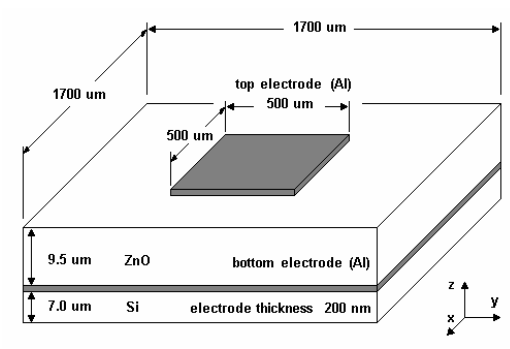 1700 um
1700 um
top electrode (Al)
500 um
500 um
9.5 um ZnO bottom electrode (Al)
7.0 um Si electrode thickness 200 nm
z
y
x